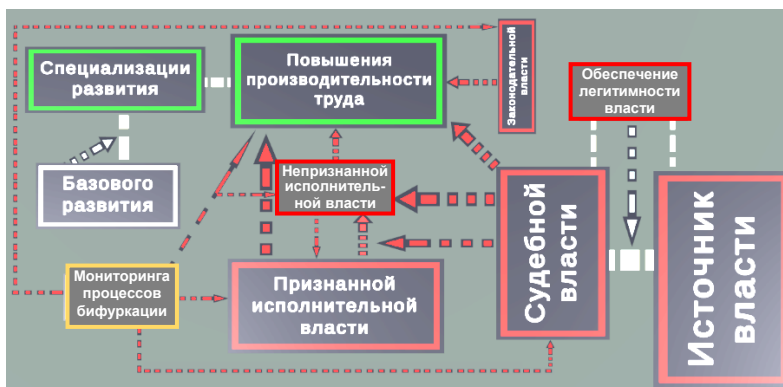 Специализации
развития
Повышения
производительности
труда
Законодательной
власти
Обеспечение
легитимности
власти
Базового
развития
Непризнанной
исполнитель-
ной власти
Судебной
власти
Источник
власти
Мониторинга
процессов
бифуркации
Признанной
исполнительной
власти